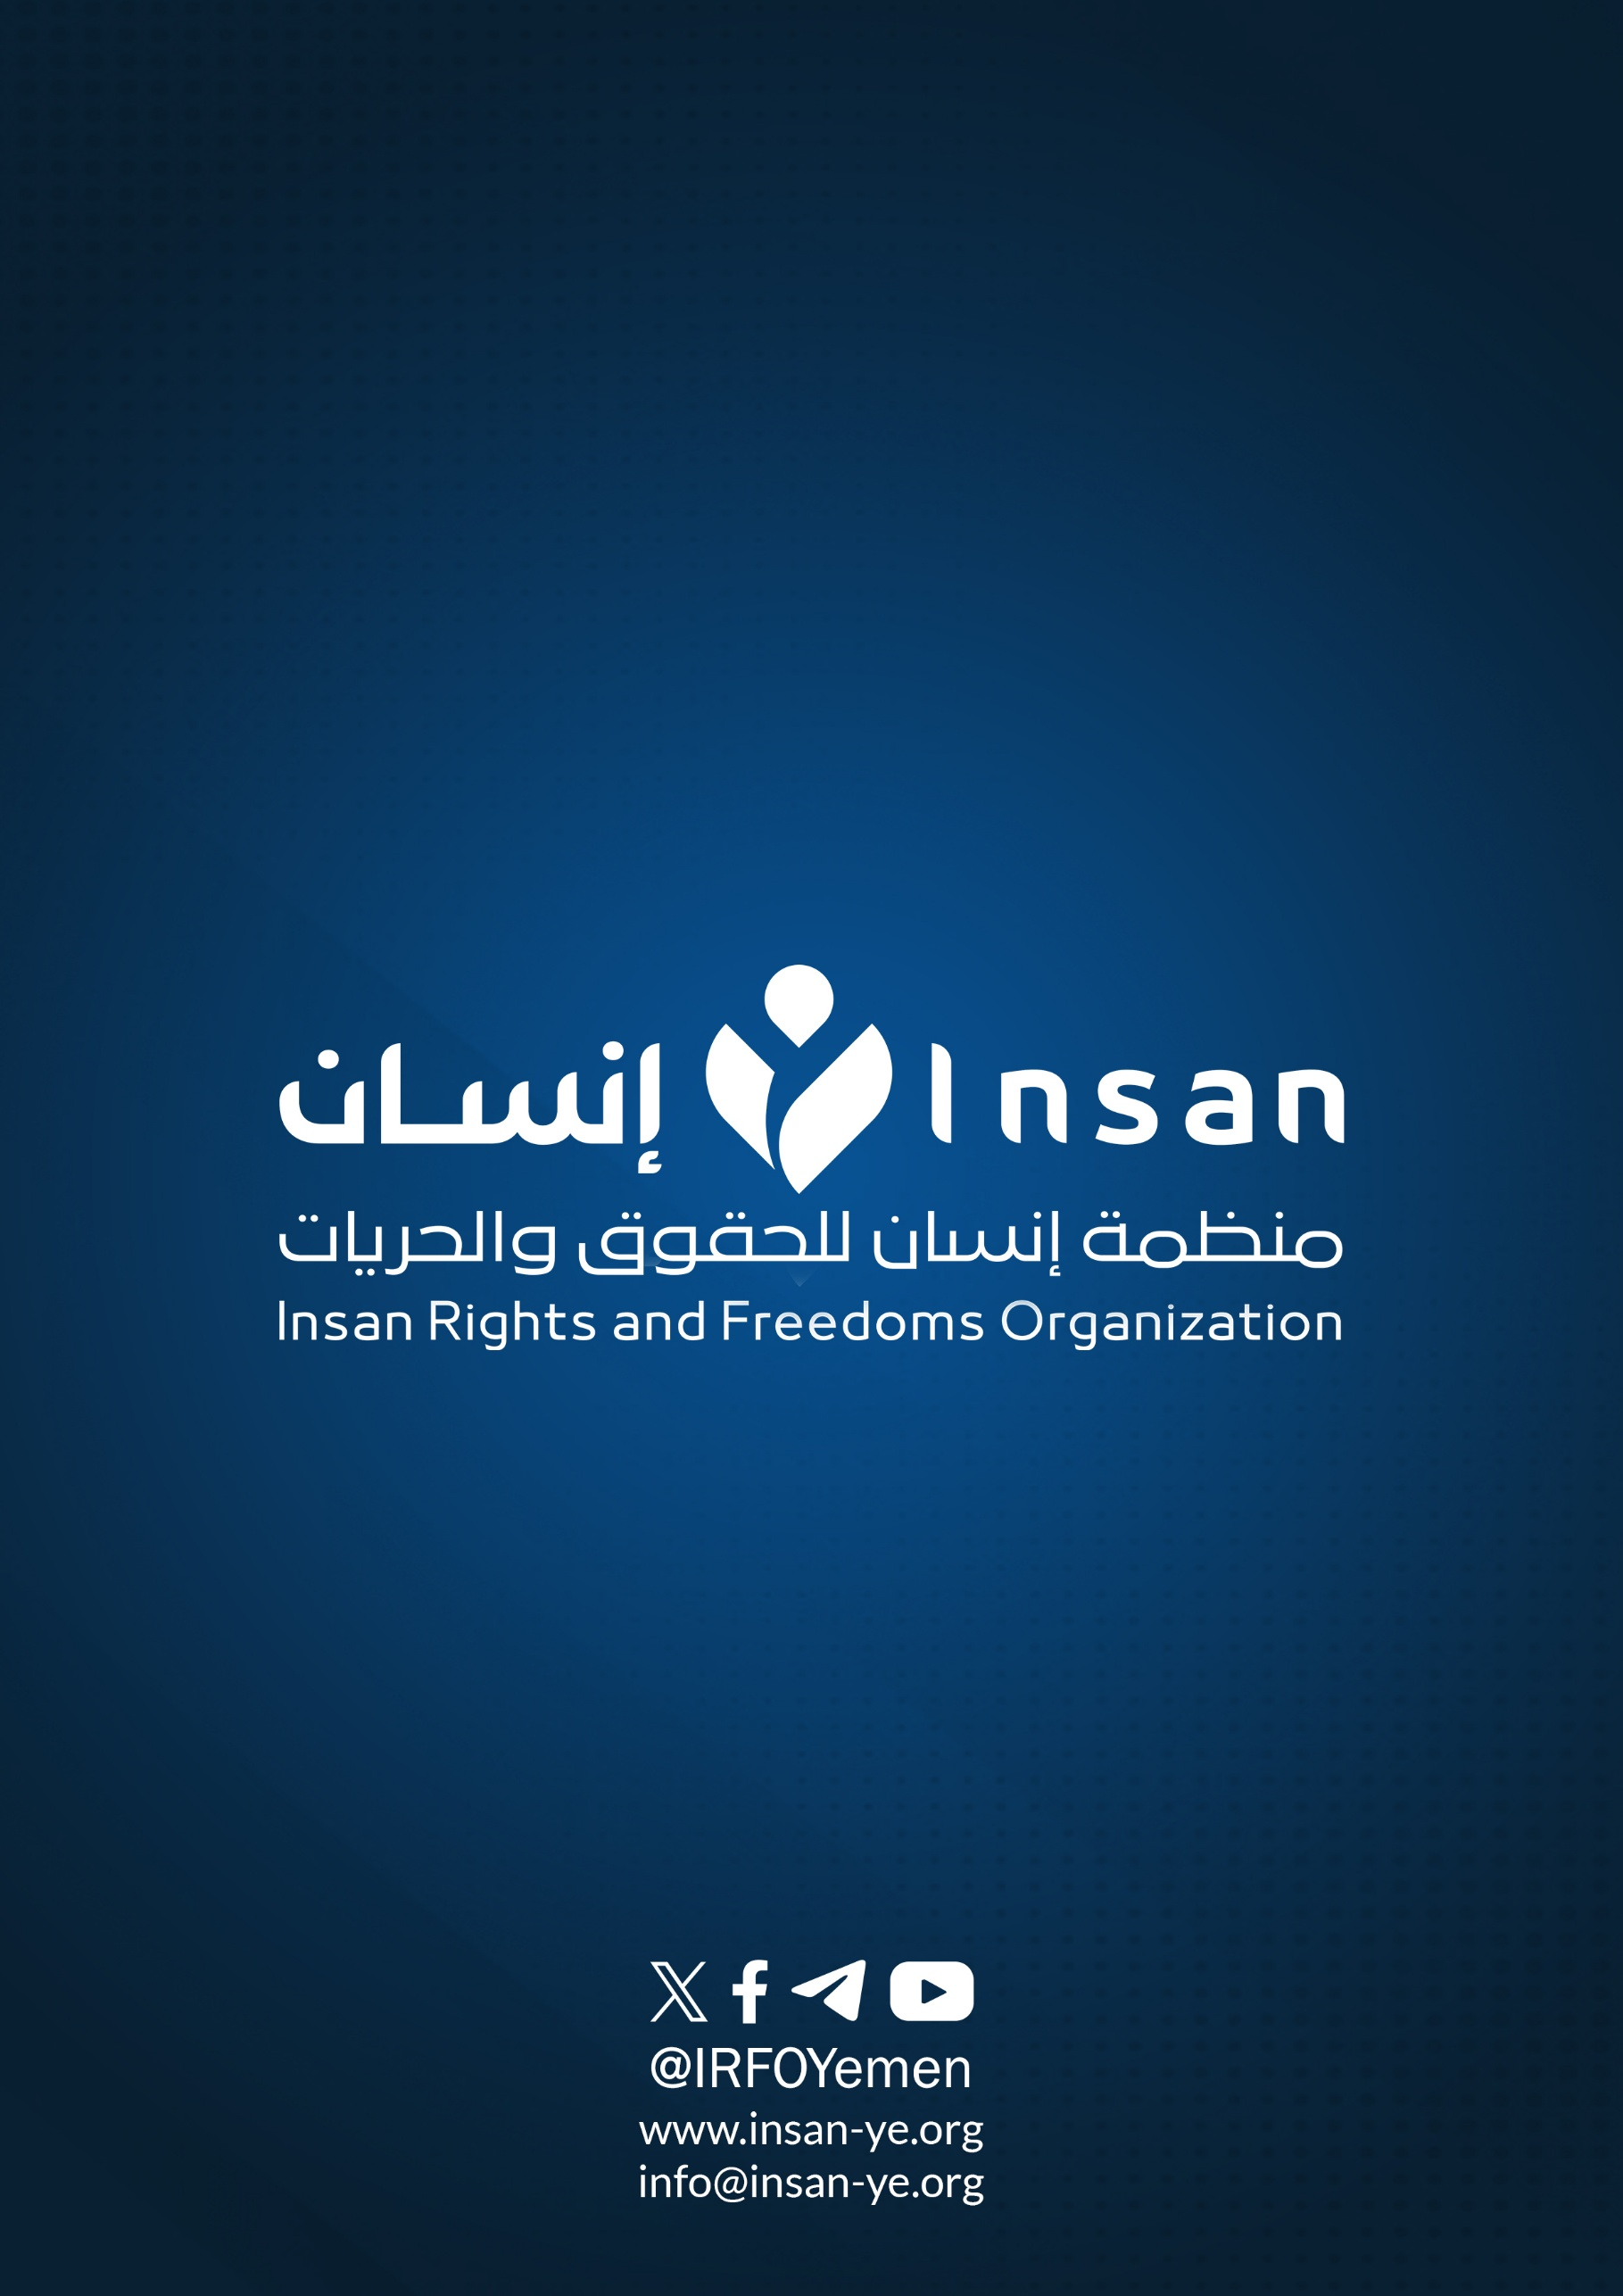 إنسان Insan
منظمة إنسان للحقوق والحريات
Insan Rights and Freedoms Organization
@IRFOYemen
www.insan-ye.org
info@insan-ye.org